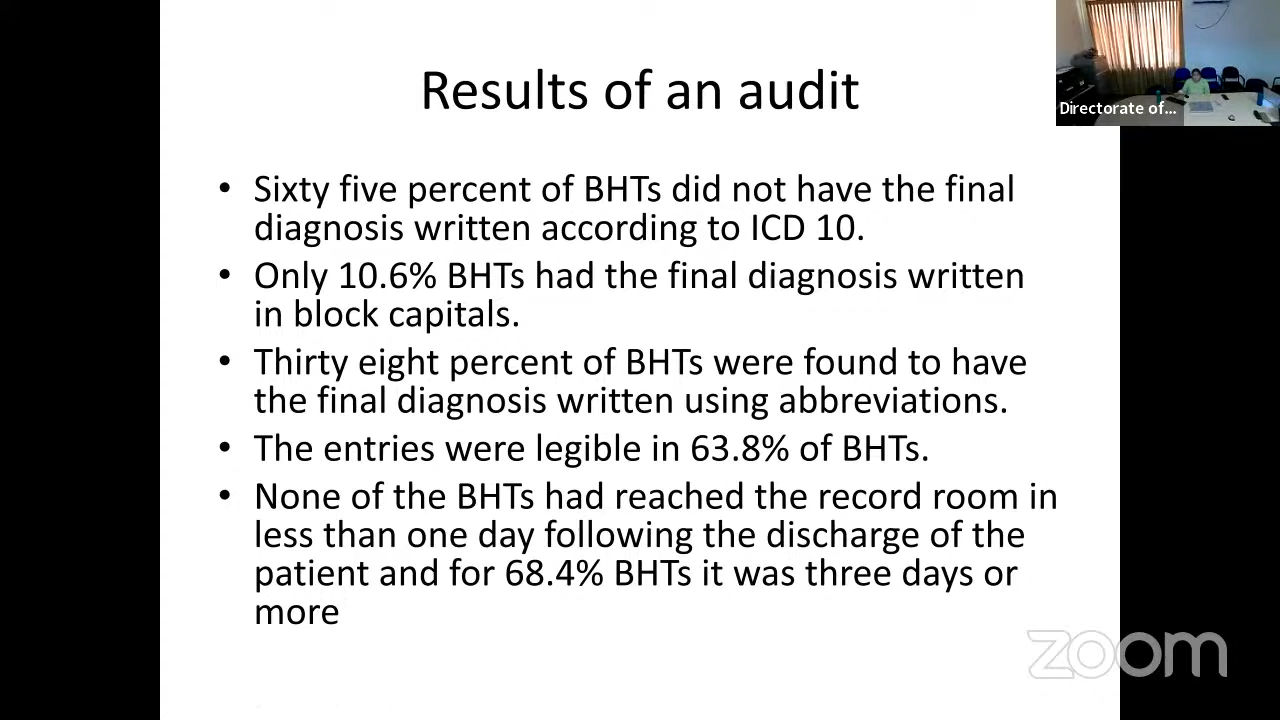 Results of an audit
Directorate of...
• Sixty five percent of BHTs did not have the final
diagnosis written according to ICD 10.
• Only 10.6% BHTs had the final diagnosis written
in block capitals.
• Thirty eight percent of BHTs were found to have
the final diagnosis written using abbreviations.
• The entries were legible in 63.8% of BHTs.
• None of the BHTs had reached the record room in
less than one day following the discharge of the
patient and for 68.4% BHTs it was three days or
more
zoom